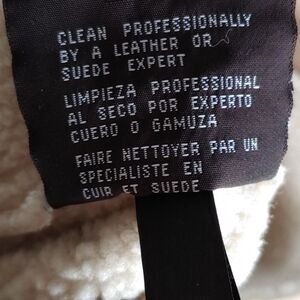 CLEAN PROFESSIONALLY
BY A LEATHER OR
SUEDE EXPERT
LIMPIEZA PROFESSIONAL
AL SECO POR EXPERTO
CUERO O GAMUZA
FAIRE NETTOYER PAR UN
SPECIALISTE EN
CUIR ET SUEDE